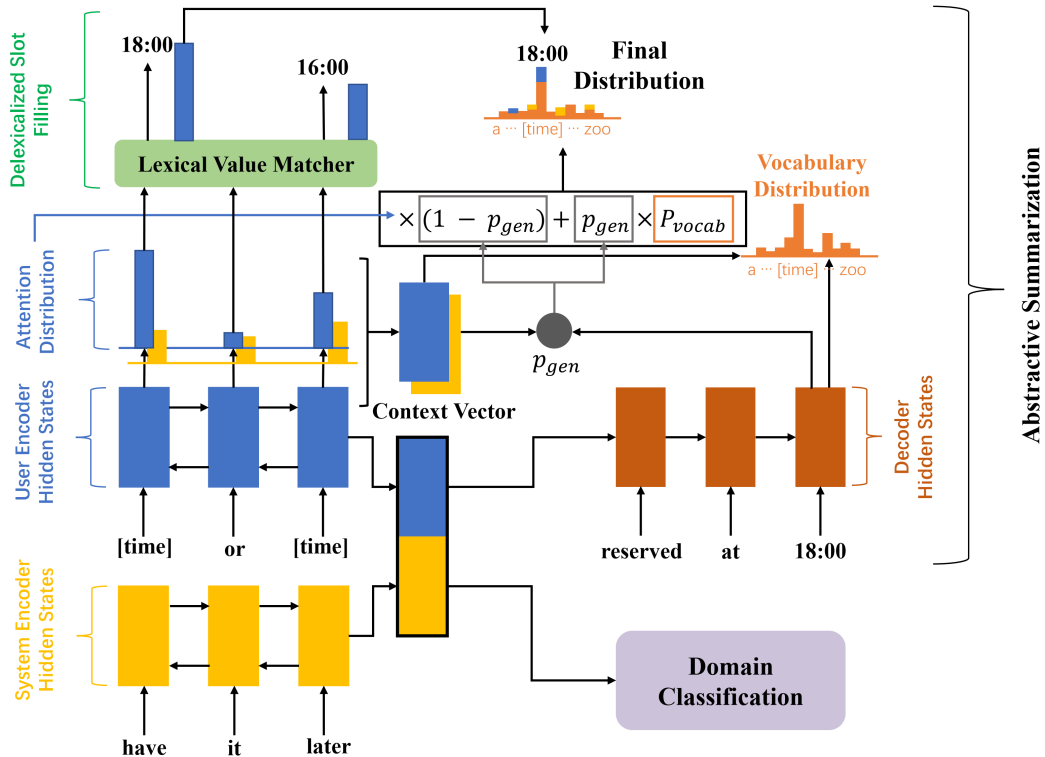 Delexicalized Slot
Filling
18:00
16:00
Lexical Value Matcher
18:00
Final
Distribution
a ··· [time] ··· zoo
Vocabulary
Distribution
a ··· [time] ··· zoo
× (1 − p_gen) + p_gen × P_vocab
Attention
Distribution
p_gen
Context Vector
User Encoder
Hidden States
[time] or [time]
Decoder
Hidden States
reserved at 18:00
System Encoder
Hidden States
have it later
Domain
Classification
Abstractive Summarization